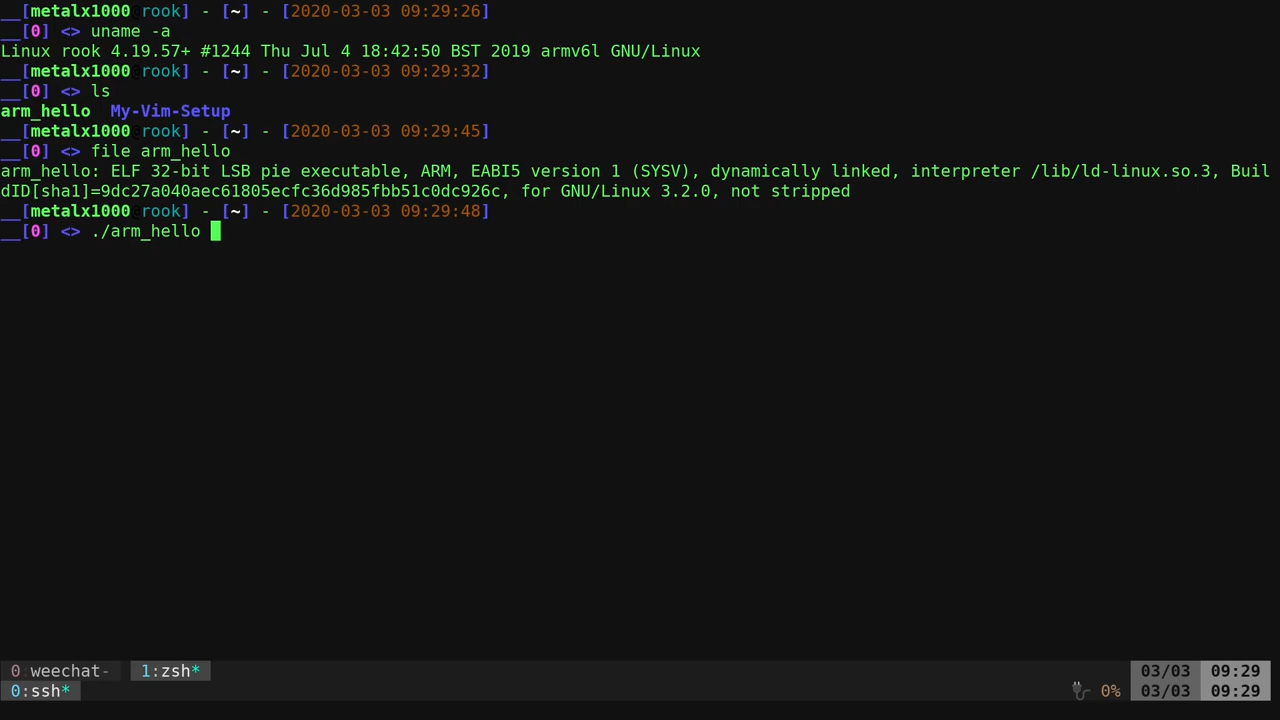 __[metalx1000@rook] - [~] - [2020-03-03 09:29:26]
__[0] <> uname -a
Linux rook 4.19.57+ #1244 Thu Jul 4 18:42:50 BST 2019 armv6l GNU/Linux
__[metalx1000@rook] - [~] - [2020-03-03 09:29:32]
__[0] <> ls
arm_hello  My-Vim-Setup
__[metalx1000@rook] - [~] - [2020-03-03 09:29:45]
__[0] <> file arm_hello
arm_hello: ELF 32-bit LSB pie executable, ARM, EABI5 version 1 (SYSV), dynamically linked, interpreter /lib/ld-linux.so.3, Buil
dID[sha1]=9dc27a040aec61805ecfc36d985fbb51c0dc926c, for GNU/Linux 3.2.0, not stripped
__[metalx1000@rook] - [~] - [2020-03-03 09:29:48]
__[0] <> ./arm_hello
0:weechat-  1:zsh*  03/03  09:29
0:ssh*  0%  03/03  09:29